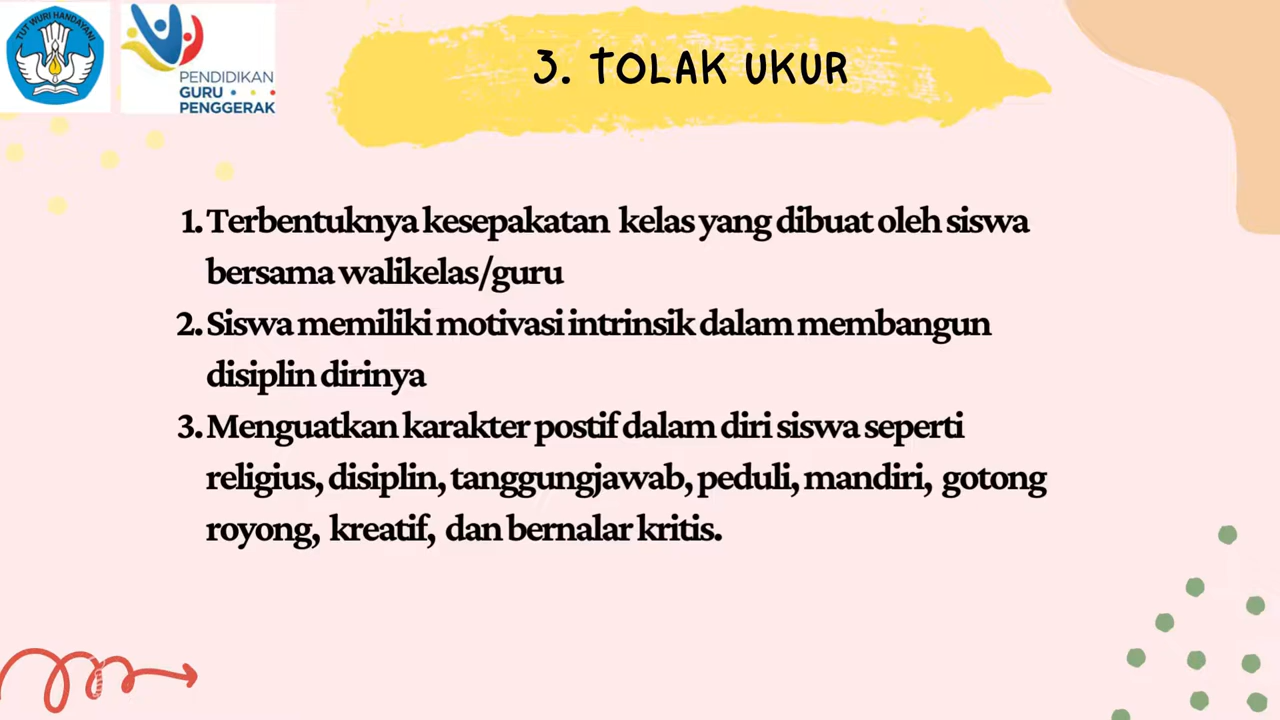 TUT WURI HANDAYANI
PENDIDIKAN
GURU
PENGGERAK
3. TOLAK UKUR
1. Terbentuknya kesepakatan kelas yang dibuat oleh siswa
bersama walikelas/guru
2. Siswa memiliki motivasi intrinsik dalam membangun
disiplin dirinya
3. Menguatkan karakter postif dalam diri siswa seperti
religius, disiplin, tanggungjawab, peduli, mandiri, gotong
royong, kreatif, dan bernalar kritis.